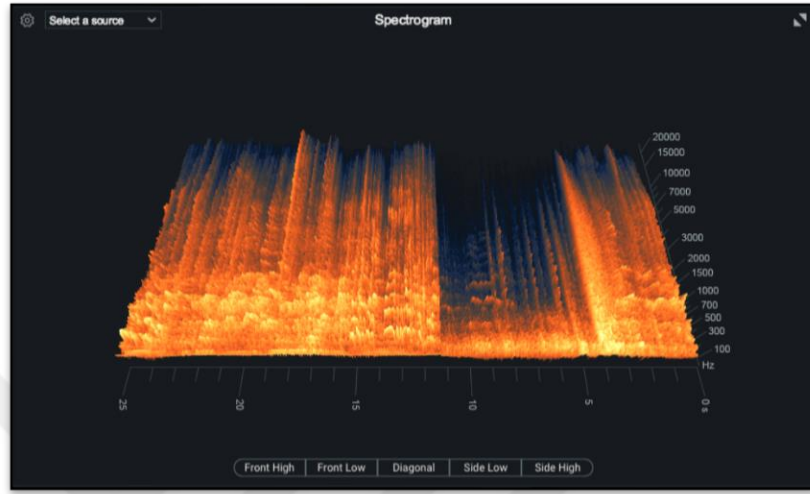 Select a source
Spectrogram
20000
15000
10000
7000
5000
3000
2000
1500
1000
700
500
300
100
Hz
25
20
15
10
5
0 s
Front High
Front Low
Diagonal
Side Low
Side High